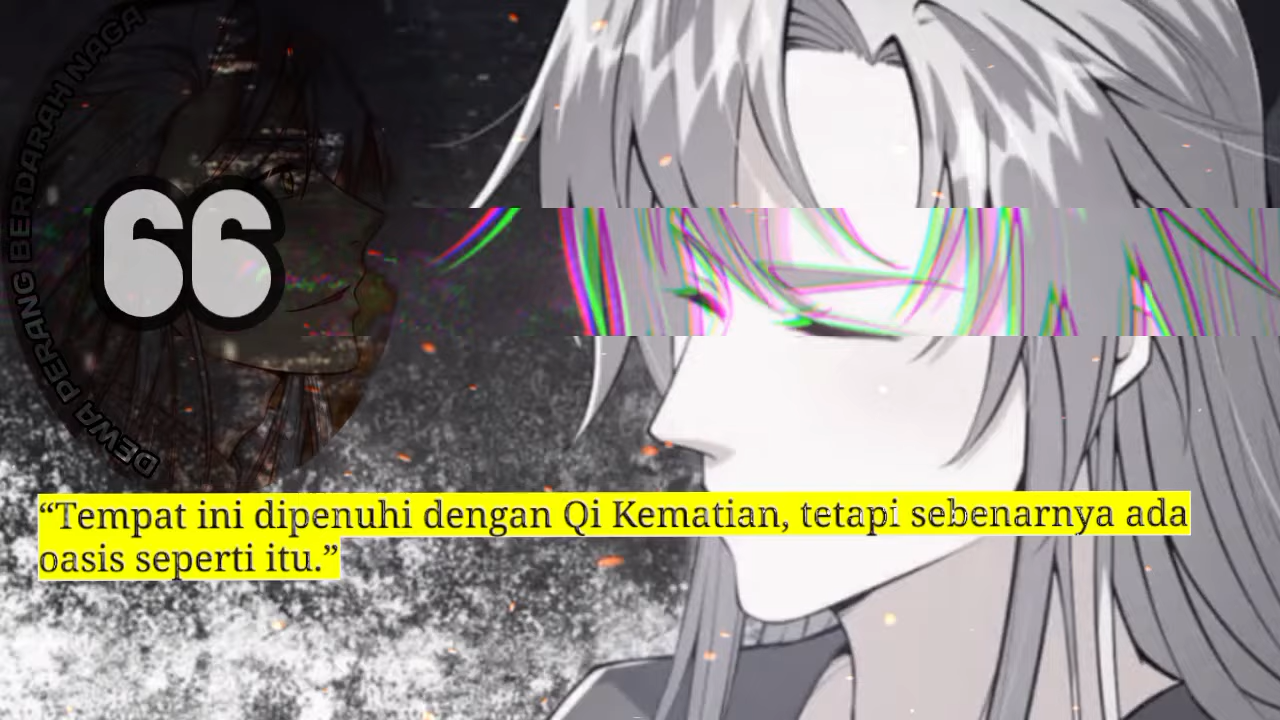 DEWA PERANG BERDARAH NAGA
66
“Tempat ini dipenuhi dengan Qi Kematian, tetapi sebenarnya ada
oasis seperti itu.”